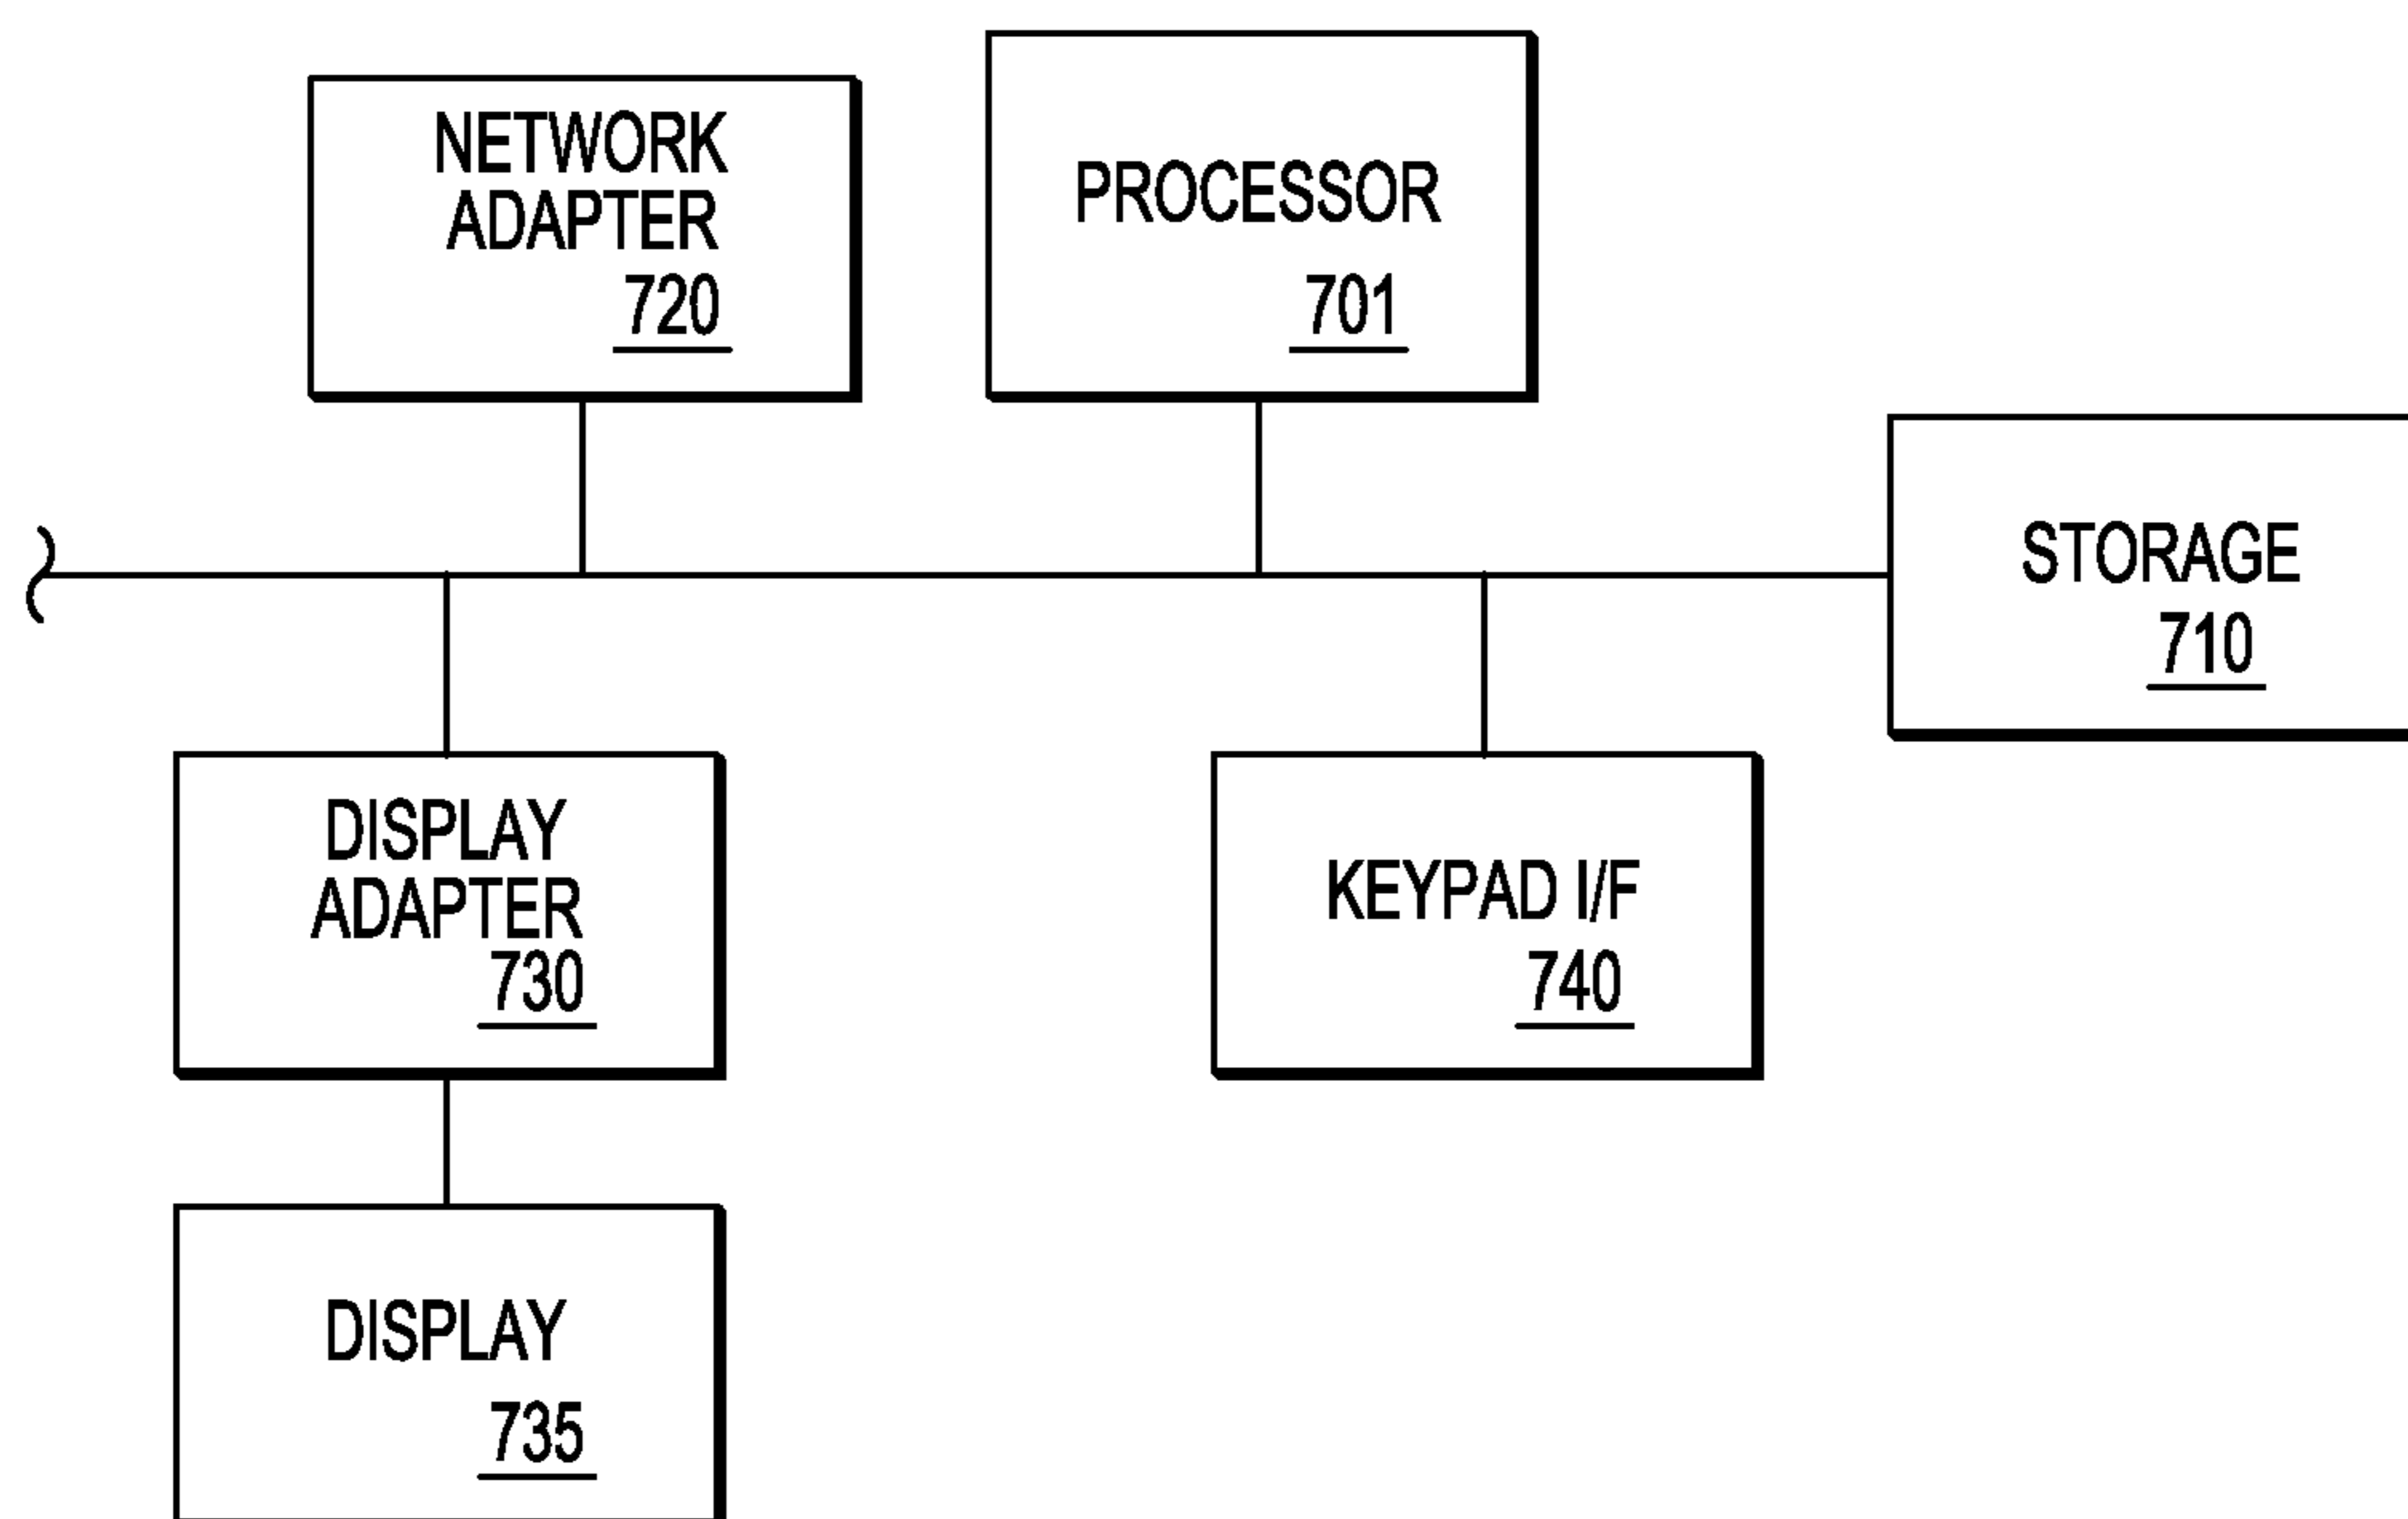 NETWORK
ADAPTER
720
PROCESSOR
701
STORAGE
710
DISPLAY
ADAPTER
730
KEYPAD I/F
740
DISPLAY
735